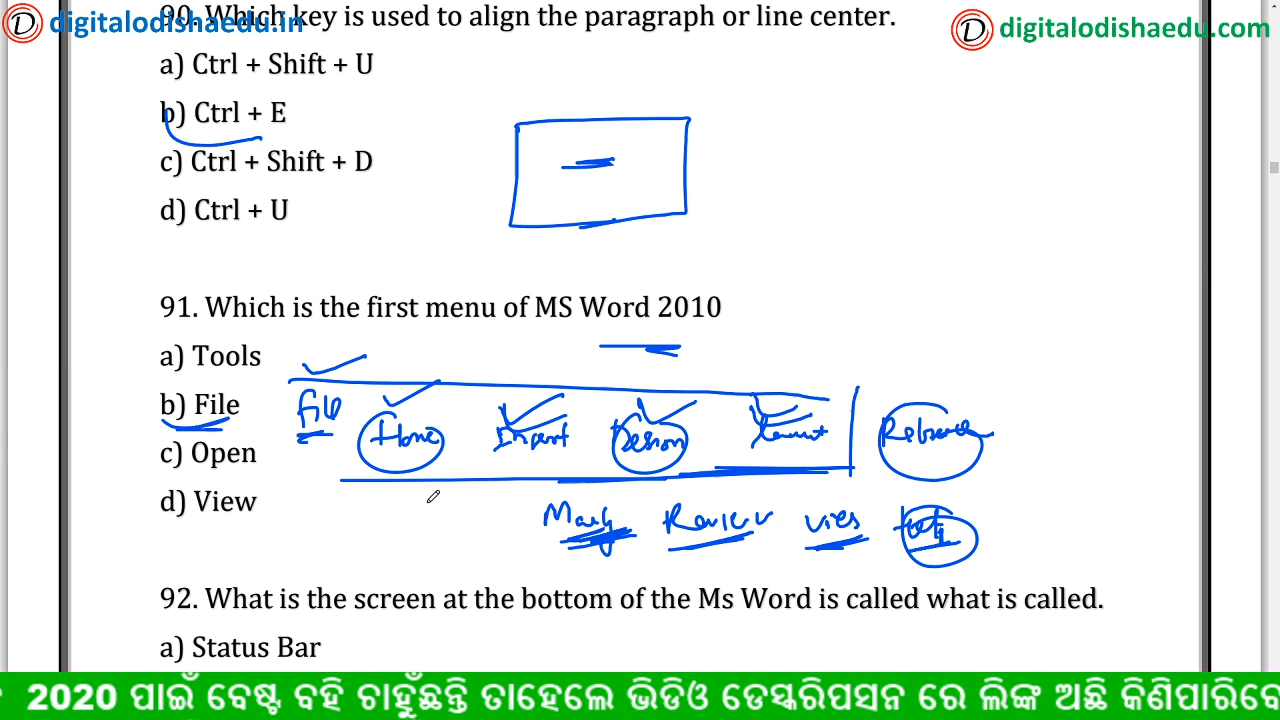 90. Which key is used to align the paragraph or line center.
digitalodishaedu.in
digitalodishaedu.com
a) Ctrl + Shift + U
b) Ctrl + E
c) Ctrl + Shift + D
d) Ctrl + U
91. Which is the first menu of MS Word 2010
a) Tools
b) File
File Home Insert Design Layout
c) Open
d) View
Review
92. What is the screen at the bottom of the Ms Word is called what is called.
a) Status Bar
2020 ପାଇଁ ବେଷ୍ଟ ବହି ଚାହୁଁଛନ୍ତି ତାହେଲେ ଭିଡିଓ ଡେସ୍କରିପସନ ରେ ଲିଙ୍କ ଅଛି କିଣିପାରିବେ